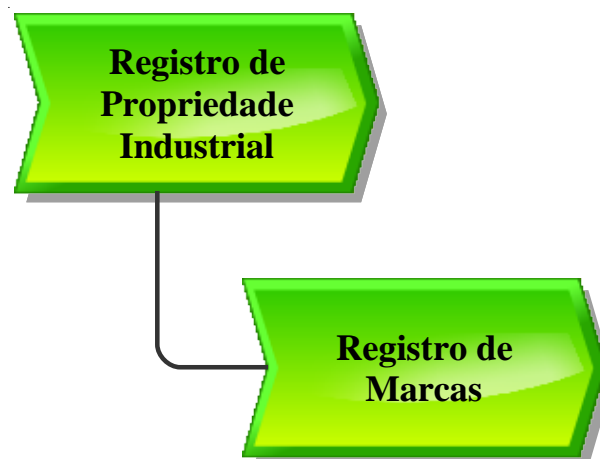 Registro de
Propriedade
Industrial
Registro de
Marcas